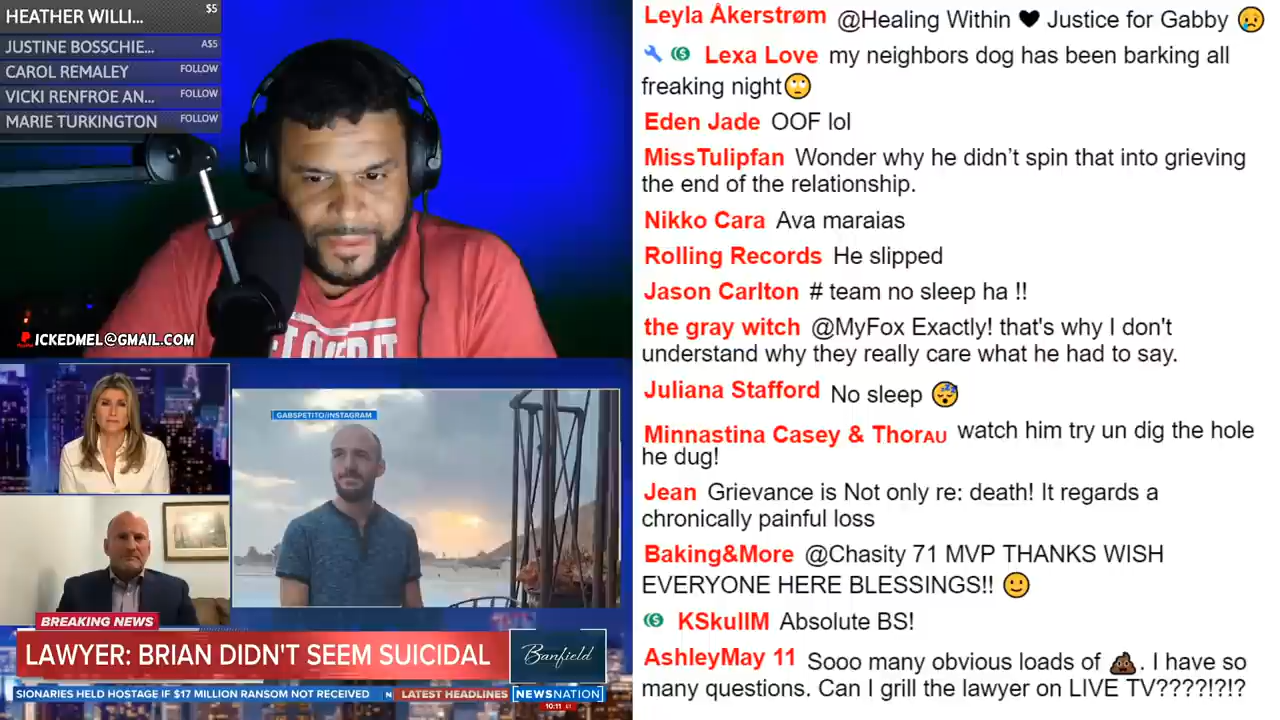 HEATHER WILLI...
$5
JUSTINE BOSSCHIE...
A$5
CAROL REMALEY
FOLLOW
VICKI RENFROE AN...
FOLLOW
MARIE TURKINGTON
FOLLOW
ICKEDMEL@GMAIL.COM
GABSPETITO/INSTAGRAM
BREAKING NEWS
LAWYER: BRIAN DIDN'T SEEM SUICIDAL
Banfield
SIONARIES HELD HOSTAGE IF $17 MILLION RANSOM NOT RECEIVED
LATEST HEADLINES
NEWSNATION
10:11 ET
Leyla Åkerstrøm @Healing Within 🖤 Justice for Gabby 😢
Lexa Love my neighbors dog has been barking all
freaking night🙄
Eden Jade OOF lol
MissTulipfan Wonder why he didn’t spin that into grieving
the end of the relationship.
Nikko Cara Ava maraias
Rolling Records He slipped
Jason Carlton # team no sleep ha !!
the gray witch @MyFox Exactly! that's why I don't
understand why they really care what he had to say.
Juliana Stafford No sleep 😴
Minnastina Casey & ThorAU watch him try un dig the hole
he dug!
Jean Grievance is Not only re: death! It regards a
chronically painful loss
Baking&More @Chasity 71 MVP THANKS WISH
EVERYONE HERE BLESSINGS!! 🙂
KSkullM Absolute BS!
AshleyMay 11 Sooo many obvious loads of 💩. I have so
many questions. Can I grill the lawyer on LIVE TV????!?!?